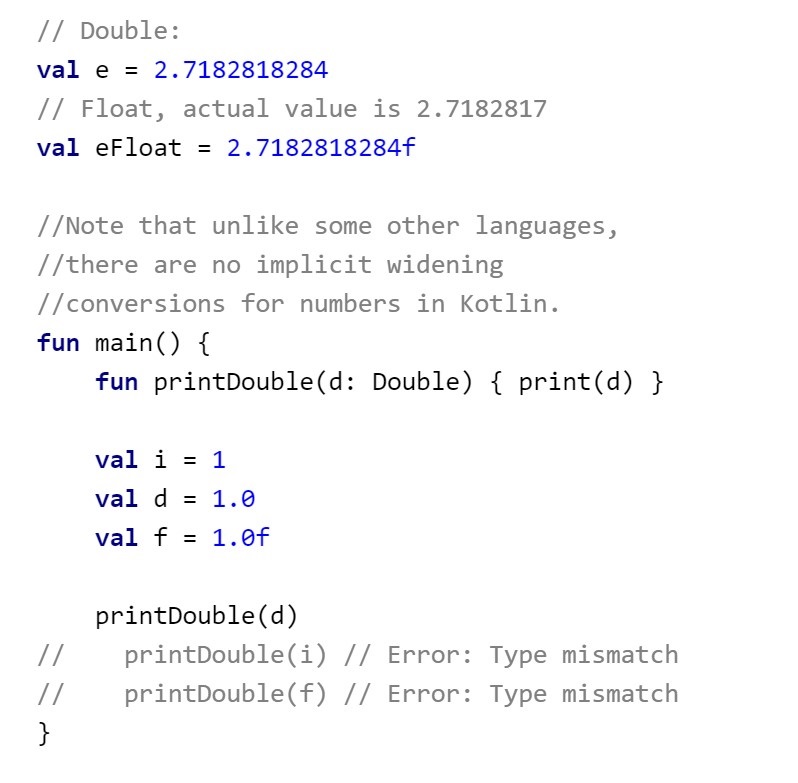 // Double:
val e = 2.7182818284
// Float, actual value is 2.7182817
val eFloat = 2.7182818284f
//Note that unlike some other languages,
//there are no implicit widening
//conversions for numbers in Kotlin.
fun main() {
    fun printDouble(d: Double) { print(d) }
    val i = 1
    val d = 1.0
    val f = 1.0f
    printDouble(d)
//    printDouble(i) // Error: Type mismatch
//    printDouble(f) // Error: Type mismatch
}